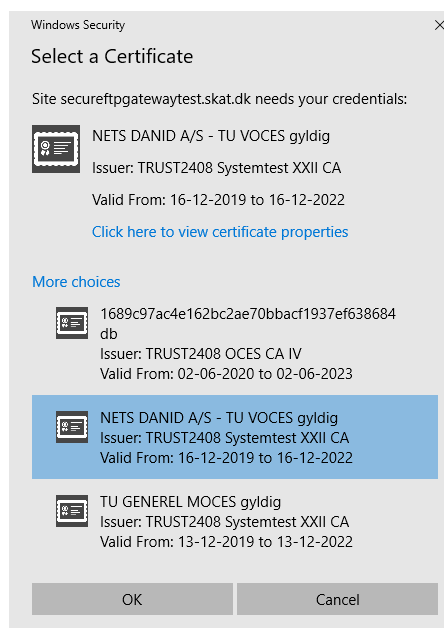 Windows Security
Select a Certificate
Site secureftpgatewaytest.skat.dk needs your credentials:
NETS DANID A/S - TU VOCES gyldig
Issuer: TRUST2408 Systemtest XXII CA
Valid From: 16-12-2019 to 16-12-2022
Click here to view certificate properties
More choices
1689c97ac4e162bc2ae70bbacf1937ef638684
db
Issuer: TRUST2408 OCES CA IV
Valid From: 02-06-2020 to 02-06-2023
NETS DANID A/S - TU VOCES gyldig
Issuer: TRUST2408 Systemtest XXII CA
Valid From: 16-12-2019 to 16-12-2022
TU GENEREL MOCES gyldig
Issuer: TRUST2408 Systemtest XXII CA
Valid From: 13-12-2019 to 13-12-2022
OK
Cancel